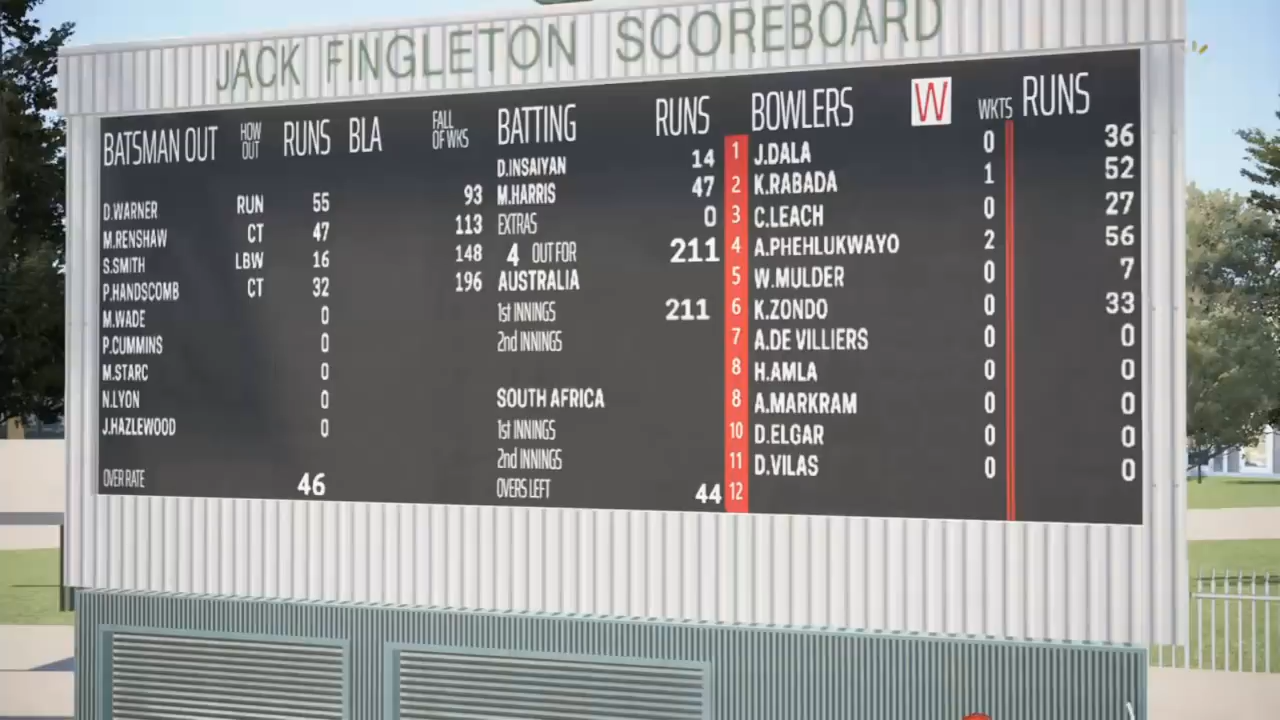 JACK FINGLETON SCOREBOARD
BATSMAN OUT HOW OUT RUNS BLA FALL OF WKS
D.WARNER RUN 55 93
M.RENSHAW CT 47 113
S.SMITH LBW 16 148
P.HANDSCOMB CT 32 196
M.WADE 0
P.CUMMINS 0
M.STARC 0
N.LYON 0
J.HAZLEWOOD 0
OVER RATE 46
BATTING RUNS
D.INSAIYAN 14
M.HARRIS 47
EXTRAS 0
4 OUT FOR 211
AUSTRALIA
1st INNINGS 211
2nd INNINGS
SOUTH AFRICA
1st INNINGS
2nd INNINGS
OVERS LEFT 44
BOWLERS W WKTS RUNS
1 J.DALA 0 36
2 K.RABADA 1 52
3 C.LEACH 0 27
4 A.PHEHLUKWAYO 2 56
5 W.MULDER 0 7
6 K.ZONDO 0 33
7 A.DE VILLIERS 0 0
8 H.AMLA 0 0
8 A.MARKRAM 0 0
10 D.ELGAR 0 0
11 D.VILAS 0 0
12